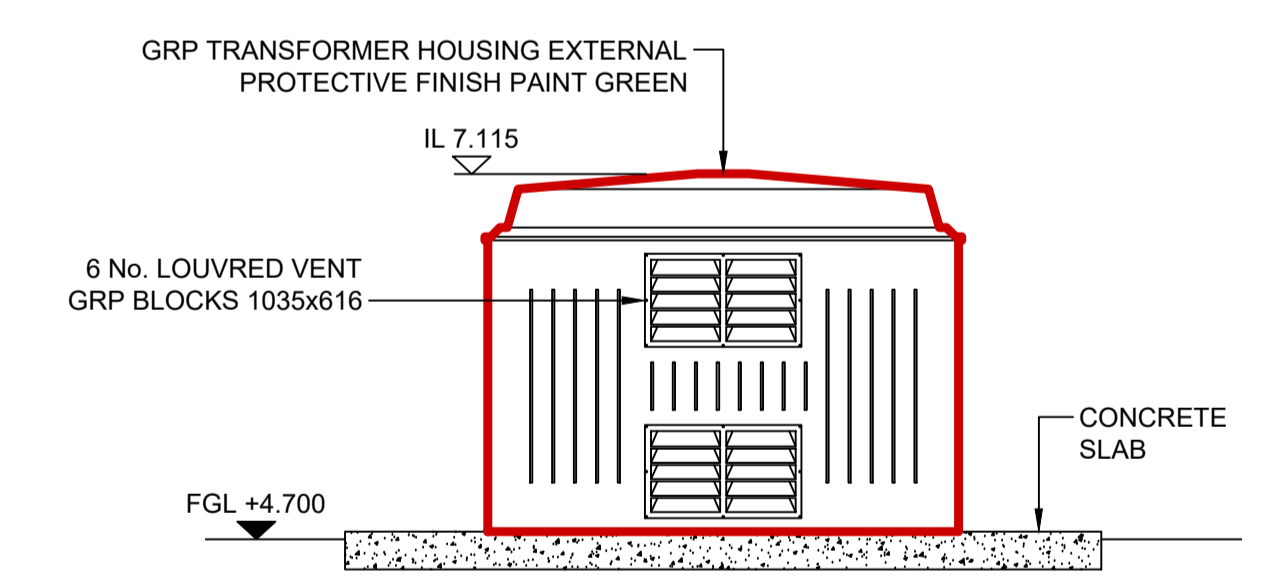 GRP TRANSFORMER HOUSING EXTERNAL
PROTECTIVE FINISH PAINT GREEN
IL 7.115
6 No. LOUVRED VENT
GRP BLOCKS 1035x616
CONCRETE
SLAB
FGL +4.700